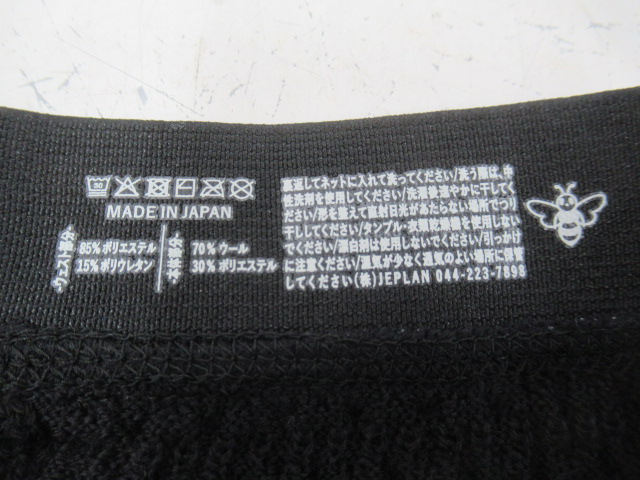 30
MADE IN JAPAN
ウェスト部分
85% ポリエステル
15% ポリウレタン
本体部分
70% ウール
30% ポリエステル
裏返してネットに入れて洗ってください/洗う際は、中
性洗剤を使用してください/洗濯後速やかに干してく
ださい/形を整えて直射日光があたらない場所でつり
干ししてください/タンブル・衣類乾燥機を使用しない
でください/漂白剤は使用しないでください/引っかけ
に注意ください/湿気が少なく通気のよい場所に保管
してください(株)JEPLAN 044-223-7898